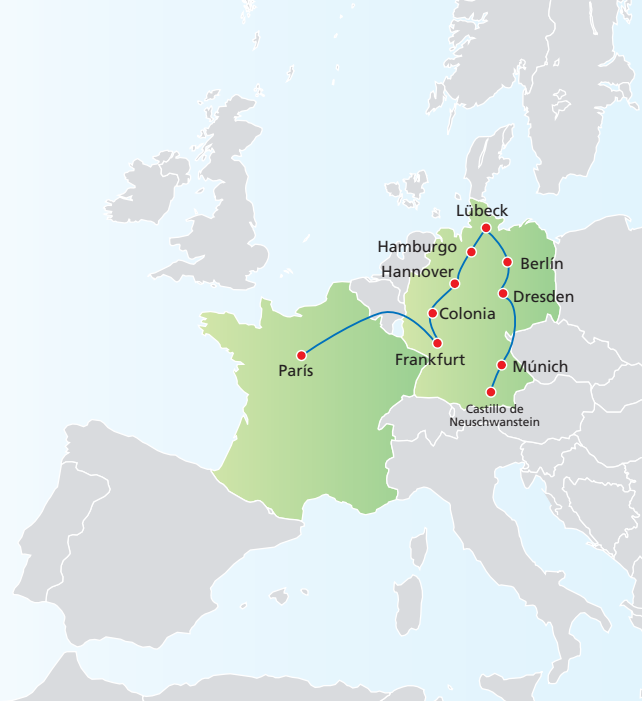 Lübeck
Hamburgo
Berlín
Hannover
Dresden
Colonia
Frankfurt
París
Múnich
Castillo de
Neuschwanstein